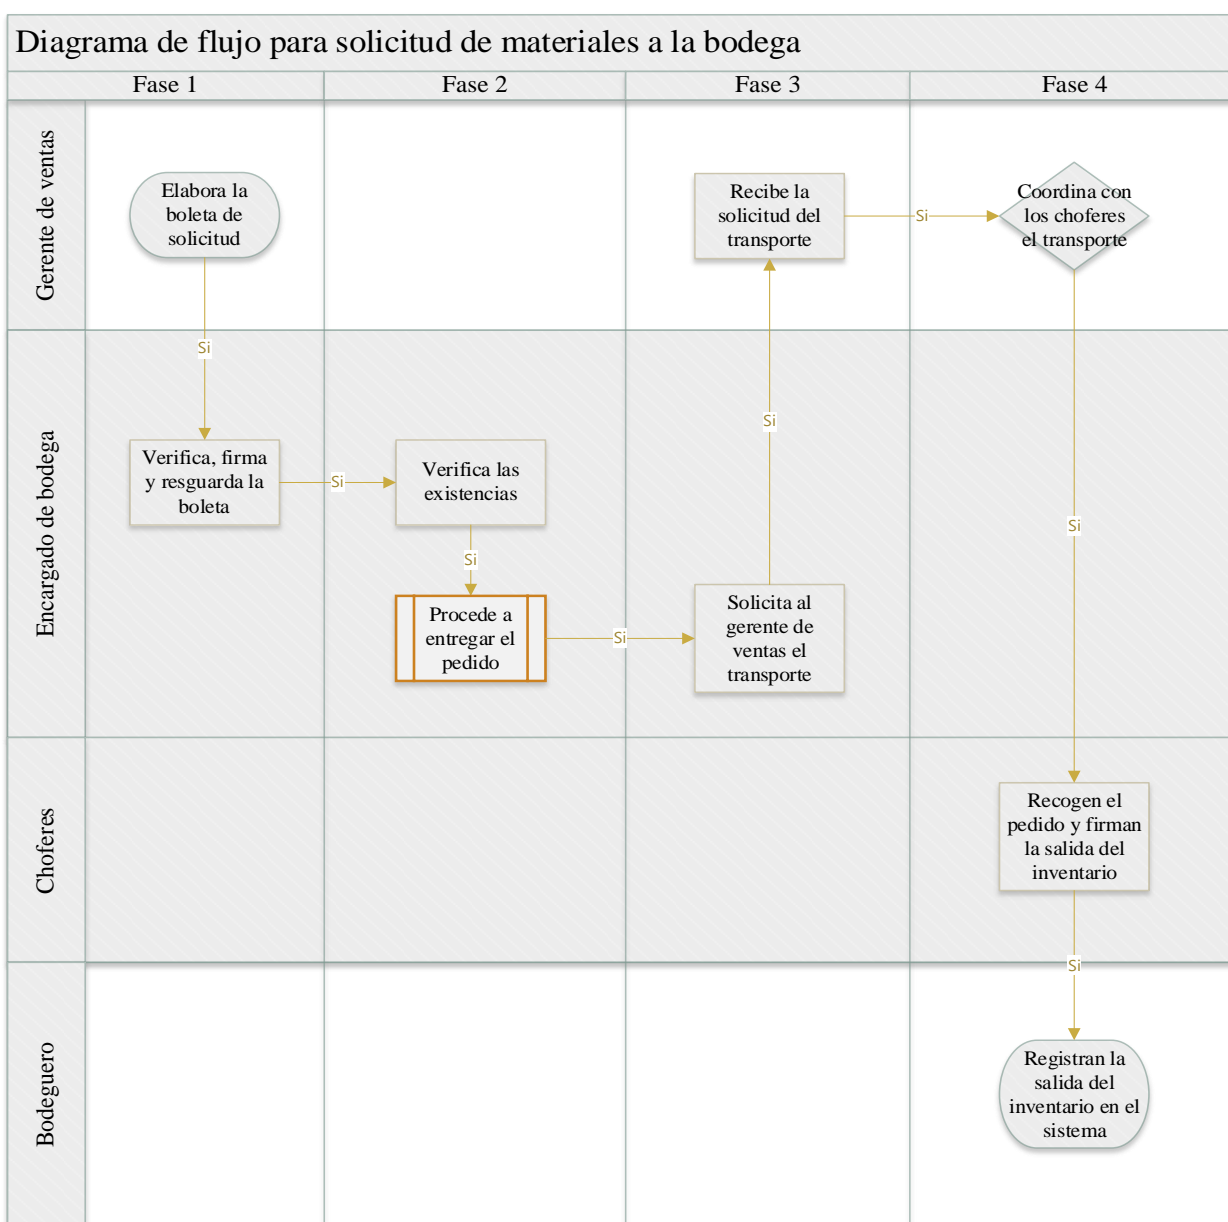 Diagrama de flujo para solicitud de materiales a la bodega
Fase 1
Fase 2
Fase 3
Fase 4
Gerente de ventas
Elabora la
boleta de
solicitud
Recibe la
solicitud del
transporte
Si
Coordina con
los choferes
el transporte
Si
Encargado de bodega
Verifica, firma
y resguarda la
boleta
Si
Verifica las
existencias
Si
Procede a
entregar el
pedido
Si
Solicita al
gerente de
ventas el
transporte
Si
Si
Choferes
Recogen el
pedido y firman
la salida del
inventario
Si
Bodeguero
Registran la
salida del
inventario en el
sistema